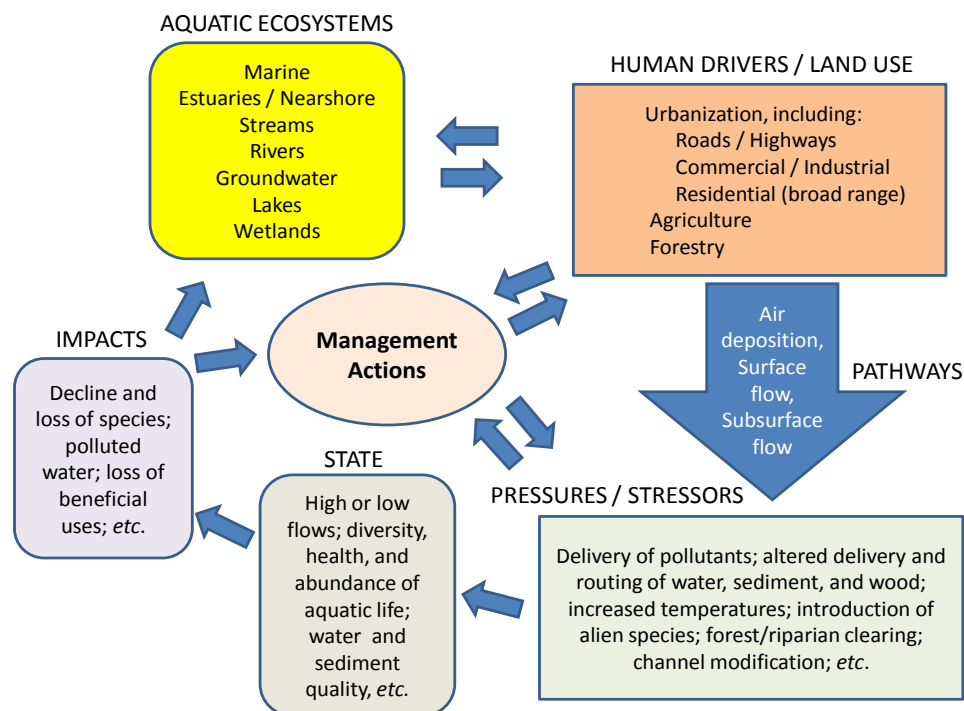 AQUATIC ECOSYSTEMS
Marine
Estuaries / Nearshore
Streams
Rivers
Groundwater
Lakes
Wetlands
HUMAN DRIVERS / LAND USE
Urbanization, including:
Roads / Highways
Commercial / Industrial
Residential (broad range)
Agriculture
Forestry
Air
deposition,
Surface
flow,
Subsurface
flow
PATHWAYS
Management
Actions
IMPACTS
Decline and
loss of species;
polluted
water; loss of
beneficial
uses; etc.
STATE
High or low
flows; diversity,
health, and
abundance of
aquatic life;
water and
sediment
quality, etc.
PRESSURES / STRESSORS
Delivery of pollutants; altered delivery and
routing of water, sediment, and wood;
increased temperatures; introduction of
alien species; forest/riparian clearing;
channel modification; etc.